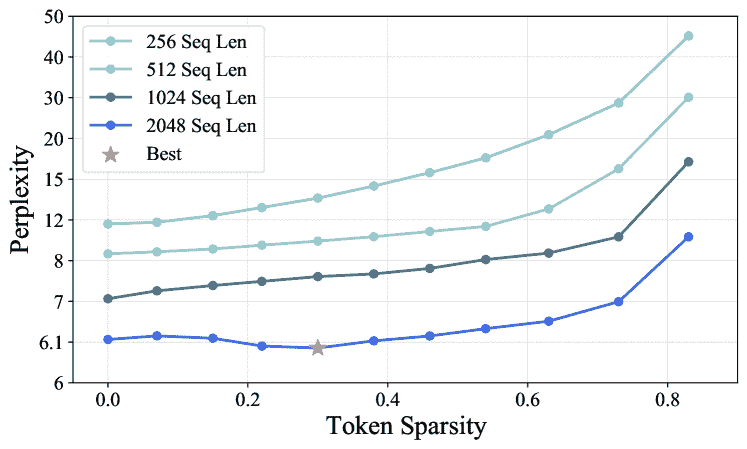 50
40
30
20
15
12
8
7
6.1
6
Perplexity
256 Seq Len
512 Seq Len
1024 Seq Len
2048 Seq Len
Best
0.0 0.2 0.4 0.6 0.8
Token Sparsity